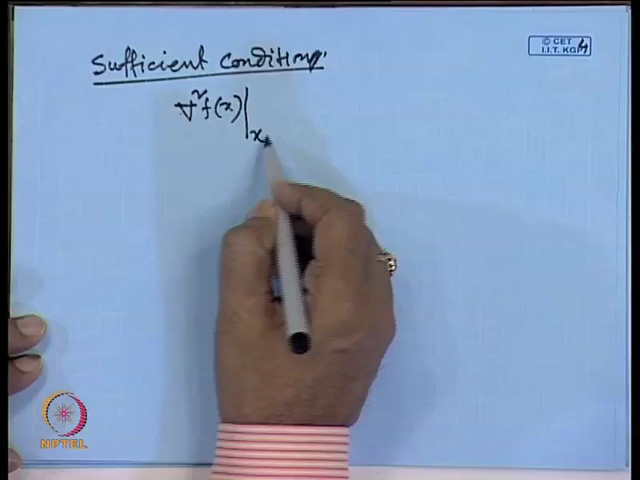 Sufficient condition:
∇²f(x)|x
© CET
I.I.T. KGP
NPTEL